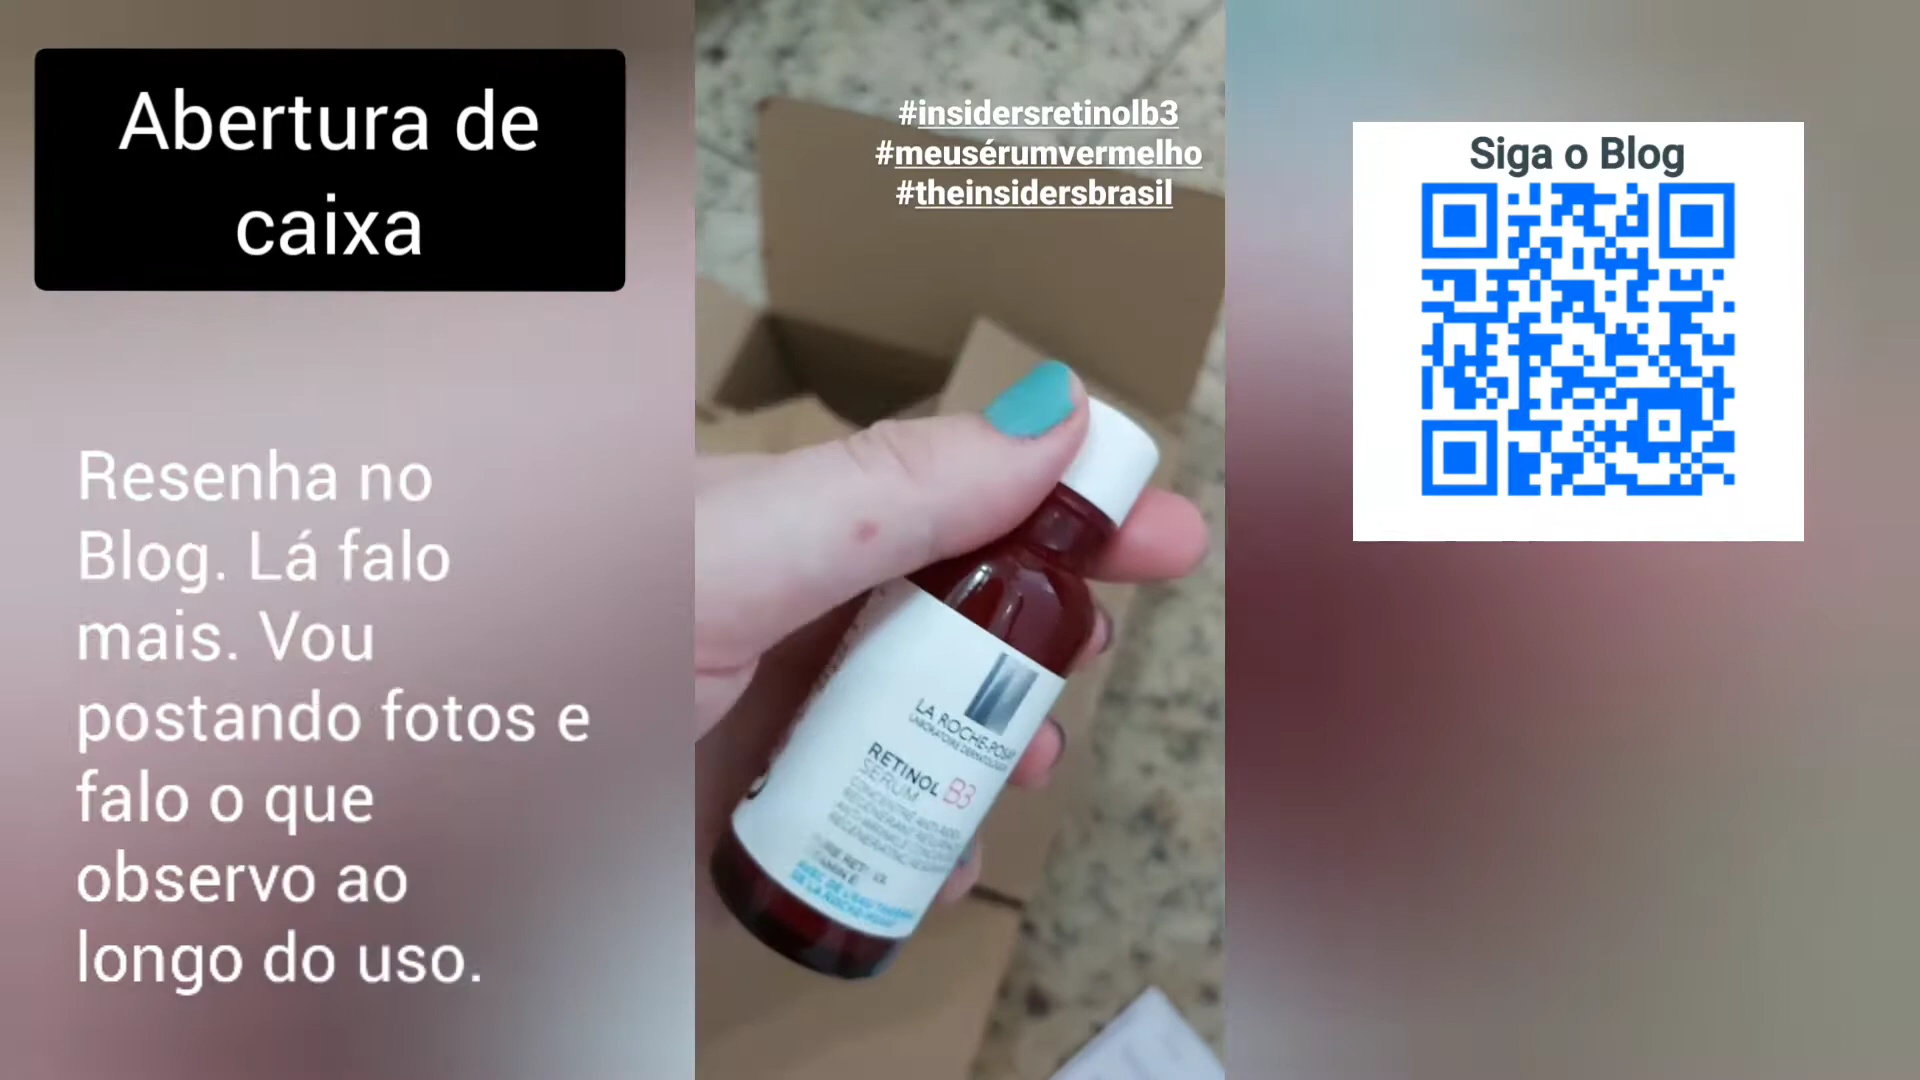 Abertura de
caixa
Resenha no
Blog. Lá falo
mais. Vou
postando fotos e
falo o que
observo ao
longo do uso.
#insidersretinolb3
#meusérumvermelho
#theinsidersbrasil
LA ROCHE-POSAY
LABORATOIRE DERMATOLOGIQUE
RETINOL B3
SERUM
Siga o Blog